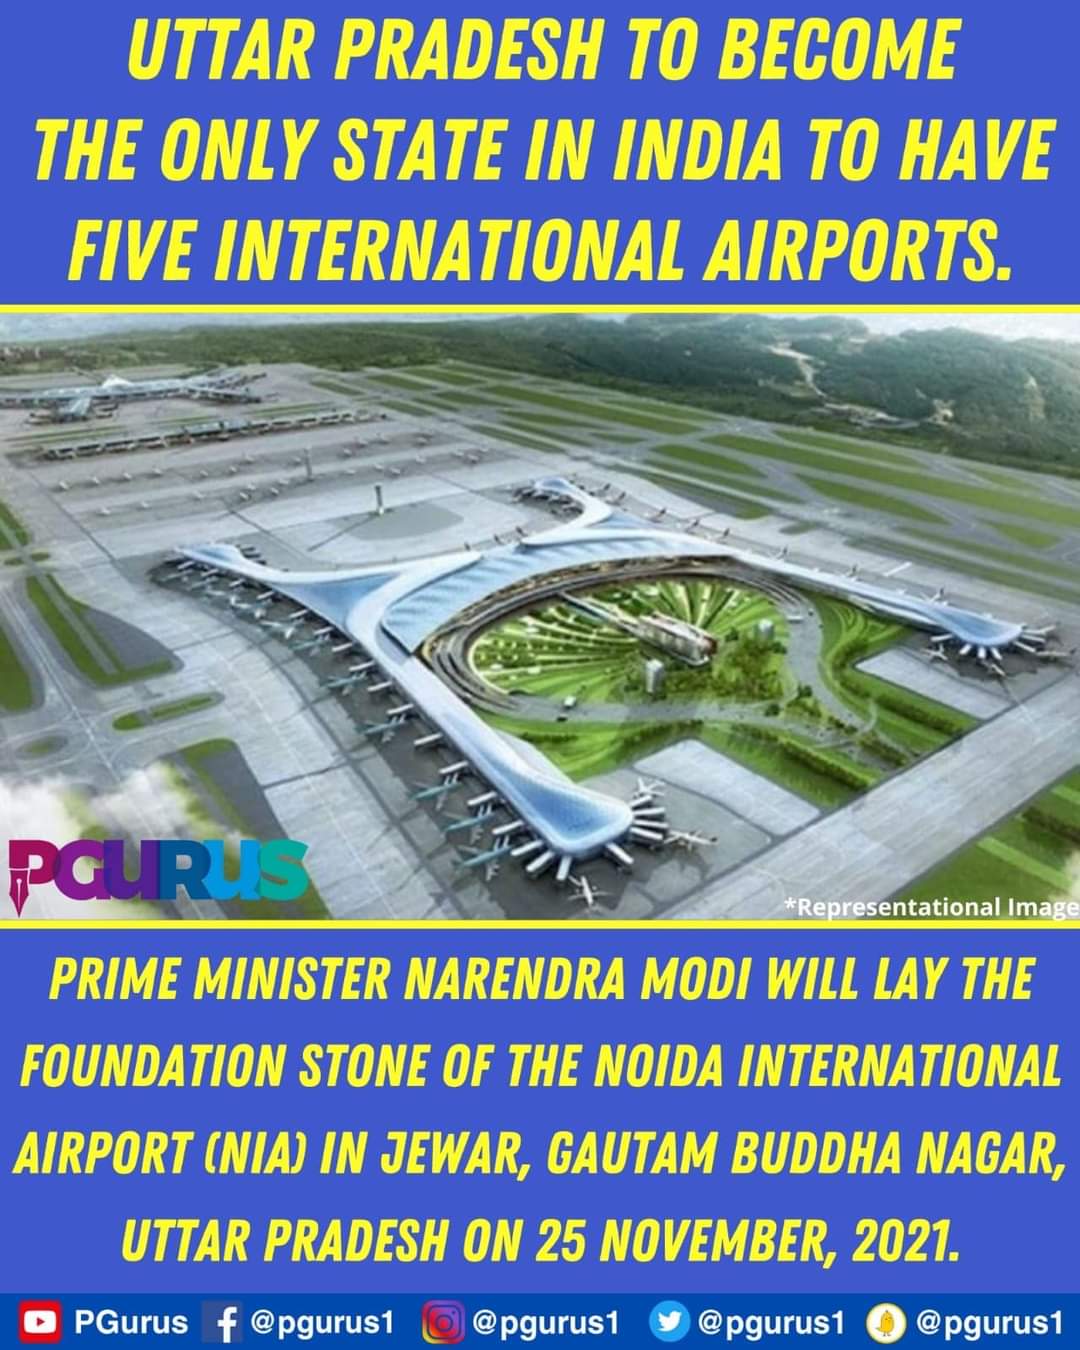 UTTAR PRADESH TO BECOME
THE ONLY STATE IN INDIA TO HAVE
FIVE INTERNATIONAL AIRPORTS.
PGURUS
*Representational Image
PRIME MINISTER NARENDRA MODI WILL LAY THE
FOUNDATION STONE OF THE NOIDA INTERNATIONAL
AIRPORT (NIA) IN JEWAR, GAUTAM BUDDHA NAGAR,
UTTAR PRADESH ON 25 NOVEMBER, 2021.
PGurus @pgurus1 @pgurus1 @pgurus1 @pgurus1